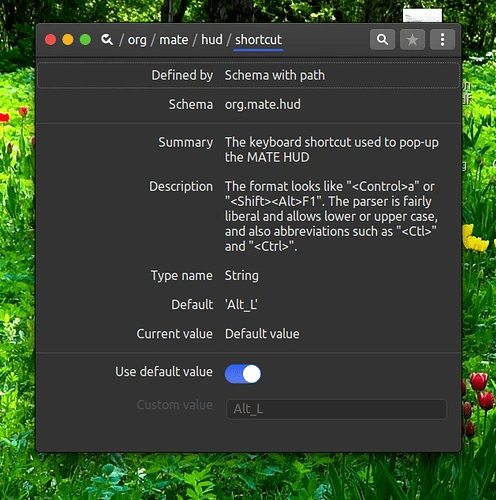 / org / mate / hud / shortcut
Defined by Schema with path
Schema org.mate.hud
Summary The keyboard shortcut used to pop-up
the MATE HUD
Description The format looks like "<Control>a" or
"<Shift><Alt>F1". The parser is fairly
liberal and allows lower or upper case,
and also abbreviations such as "<Ctl>"
and "<Ctrl>".
Type name String
Default 'Alt_L'
Current value Default value
Use default value
Custom value Alt_L